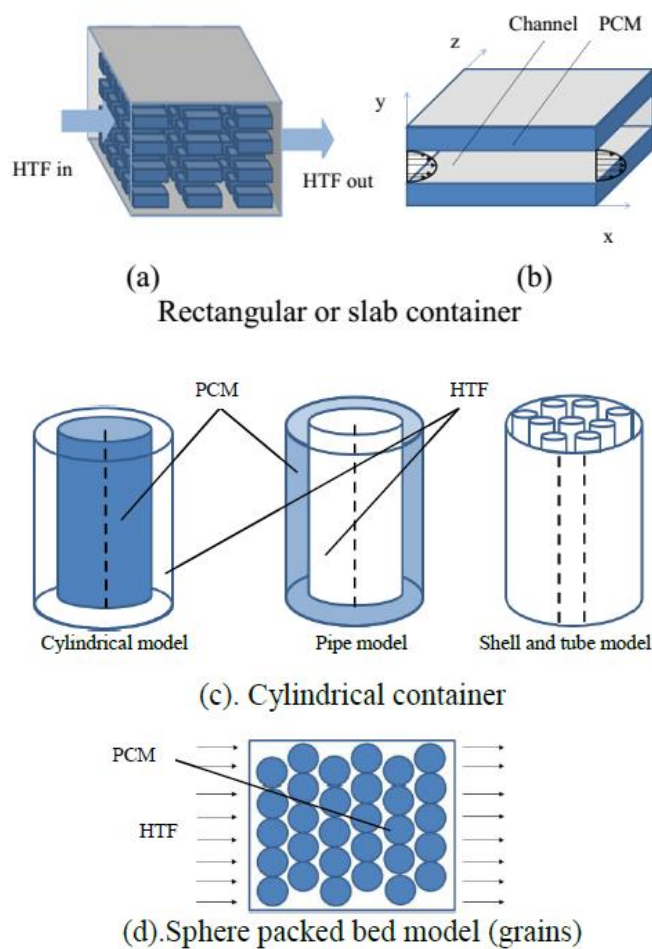 HTF in
HTF out
(a)
z
Channel
PCM
y
x
(b)
Rectangular or slab container
PCM
HTF
Cylindrical model
Pipe model
Shell and tube model
(c). Cylindrical container
PCM
HTF
(d).Sphere packed bed model (grains)